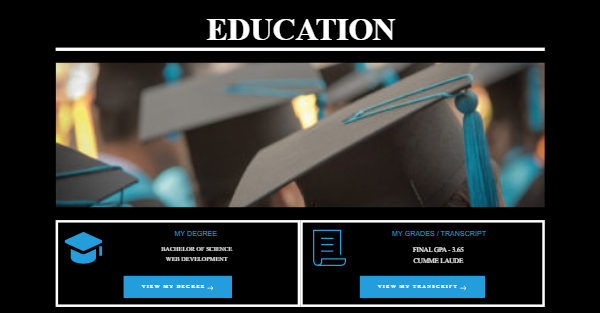 EDUCATION
MY DEGREE
BACHELOR OF SCIENCE
WEB DEVELOPMENT
VIEW MY DEGREE →
MY GRADES / TRANSCRIPT
FINAL GPA - 3.65
CUMME LAUDE
VIEW MY TRANSCRIPT →